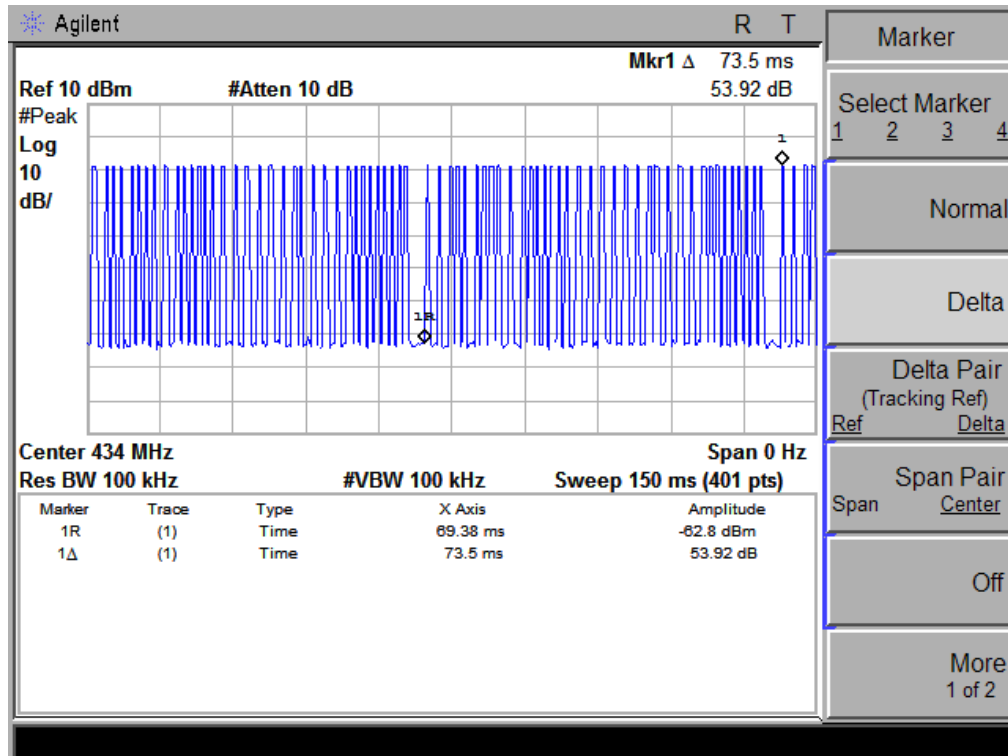 Agilent R T
Mkr1 Δ 73.5 ms
Ref 10 dBm #Atten 10 dB 53.92 dB
#Peak
Log
10
dB/
1
1R
Center 434 MHz Span 0 Hz
Res BW 100 kHz #VBW 100 kHz Sweep 150 ms (401 pts)
Marker Trace Type X Axis Amplitude
1R (1) Time 69.38 ms -62.8 dBm
1Δ (1) Time 73.5 ms 53.92 dB
Marker
Select Marker
1 2 3 4
Normal
Delta
Delta Pair
(Tracking Ref)
Ref Delta
Span Pair
Span Center
Off
More
1 of 2